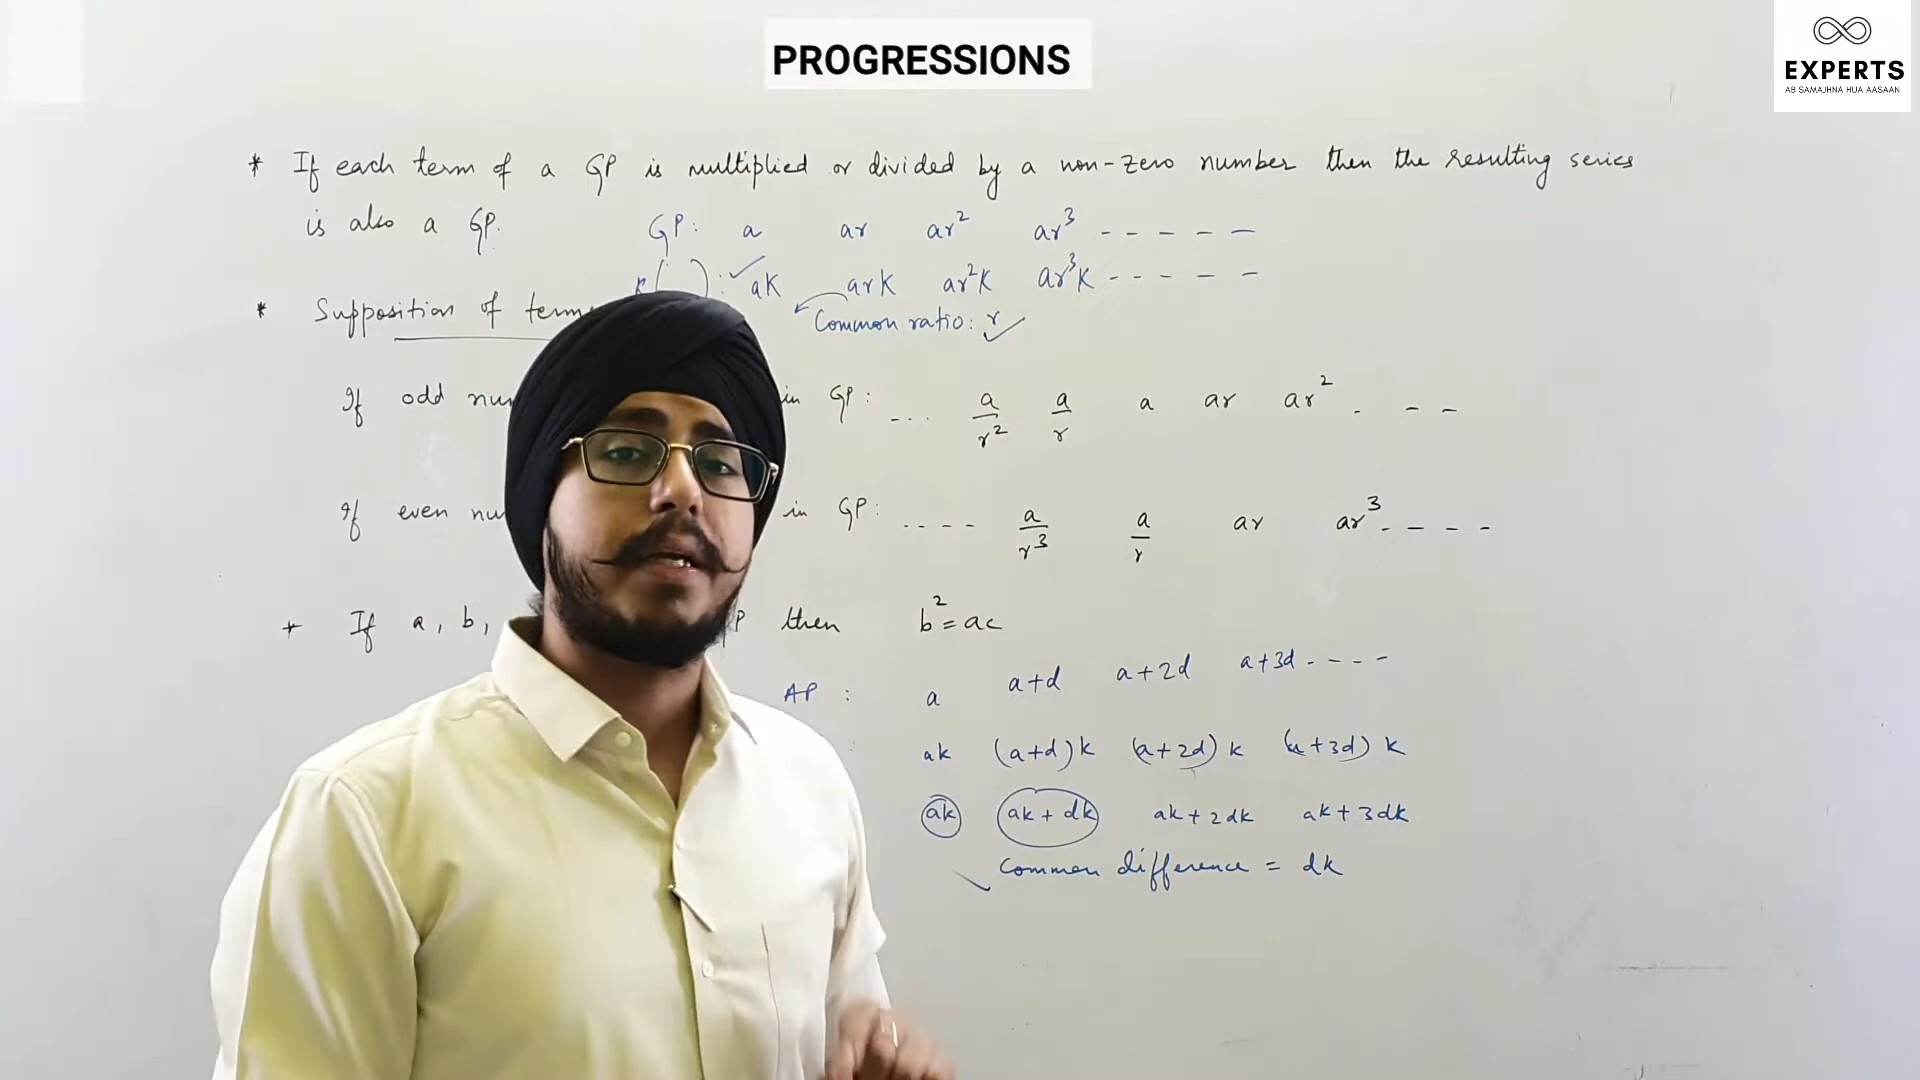 PROGRESSIONS
EXPERTS
AB SAMAJHNA HUA AASAAN
* If each term of a GP is multiplied or divided by a non-zero number then the resulting series
is also a GP.
GP: a ar ar² ar³ - - - - -
: ✓ ak ark ar²k ar³k - - - - -
* Supposition of
Common ratio: r ✓
If odd in GP: ... a/r² a/r a ar ar² . - -
If even in GP: - - - - a/r³ a/r ar ar³ - - - -
* If a, b, then b² = ac
AP : a a+d a+2d a+3d - - - -
ak (a+d)k (a+2d)k (a+3d)k
ak ak + dk ak + 2dk ak + 3dk
Common difference = dk